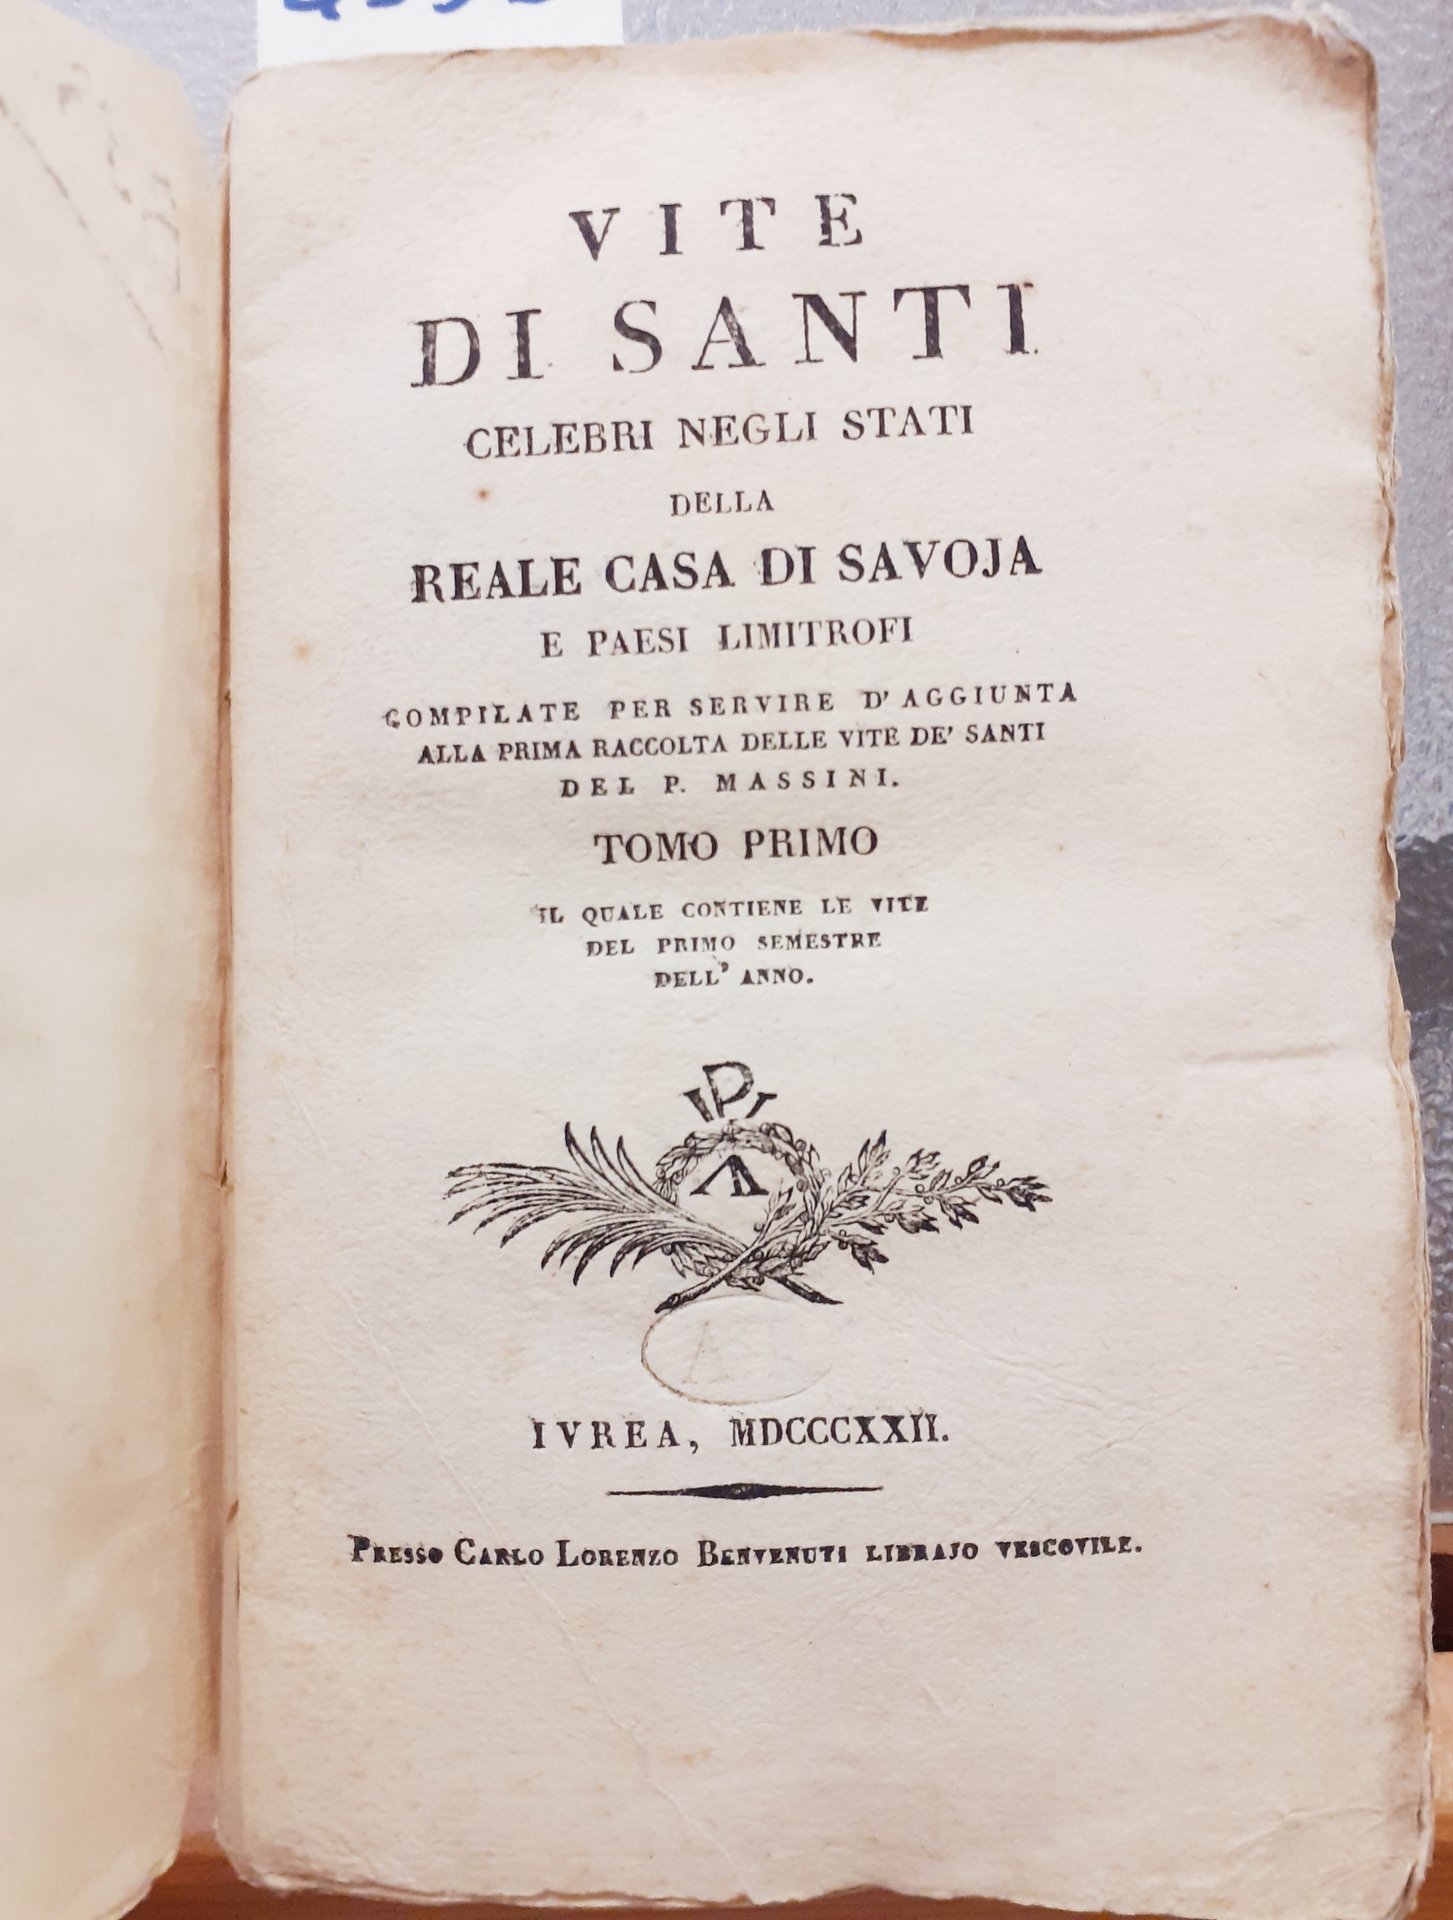 VITE
DI SANTI
CELEBRI NEGLI STATI
DELLA
REALE CASA DI SAVOJA
E PAESI LIMITROFI
COMPILATE PER SERVIRE D' AGGIUNTA
ALLA PRIMA RACCOLTA DELLE VITE DE' SANTI
DEL P. MASSINI.
TOMO PRIMO
IL QUALE CONTIENE LE VITE
DEL PRIMO SEMESTRE
DELL' ANNO.
IVREA, MDCCCXXII.
PRESSO CARLO LORENZO BENVENUTI LIBRAJO VESCOVILE.